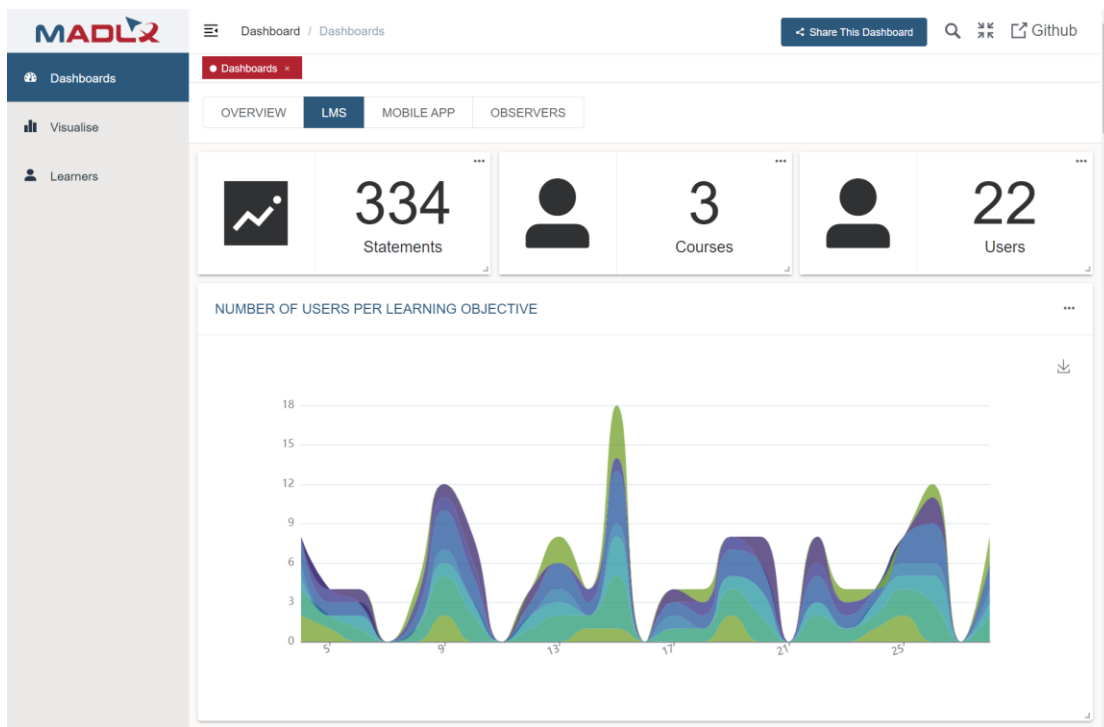 MADLX
Dashboard / Dashboards
Share This Dashboard
Github
Dashboards
Dashboards ×
OVERVIEW LMS MOBILE APP OBSERVERS
Visualise
Learners
334
Statements
3
Courses
22
Users
NUMBER OF USERS PER LEARNING OBJECTIVE
18
15
12
9
6
3
0
5' 9' 13' 17' 21' 25'